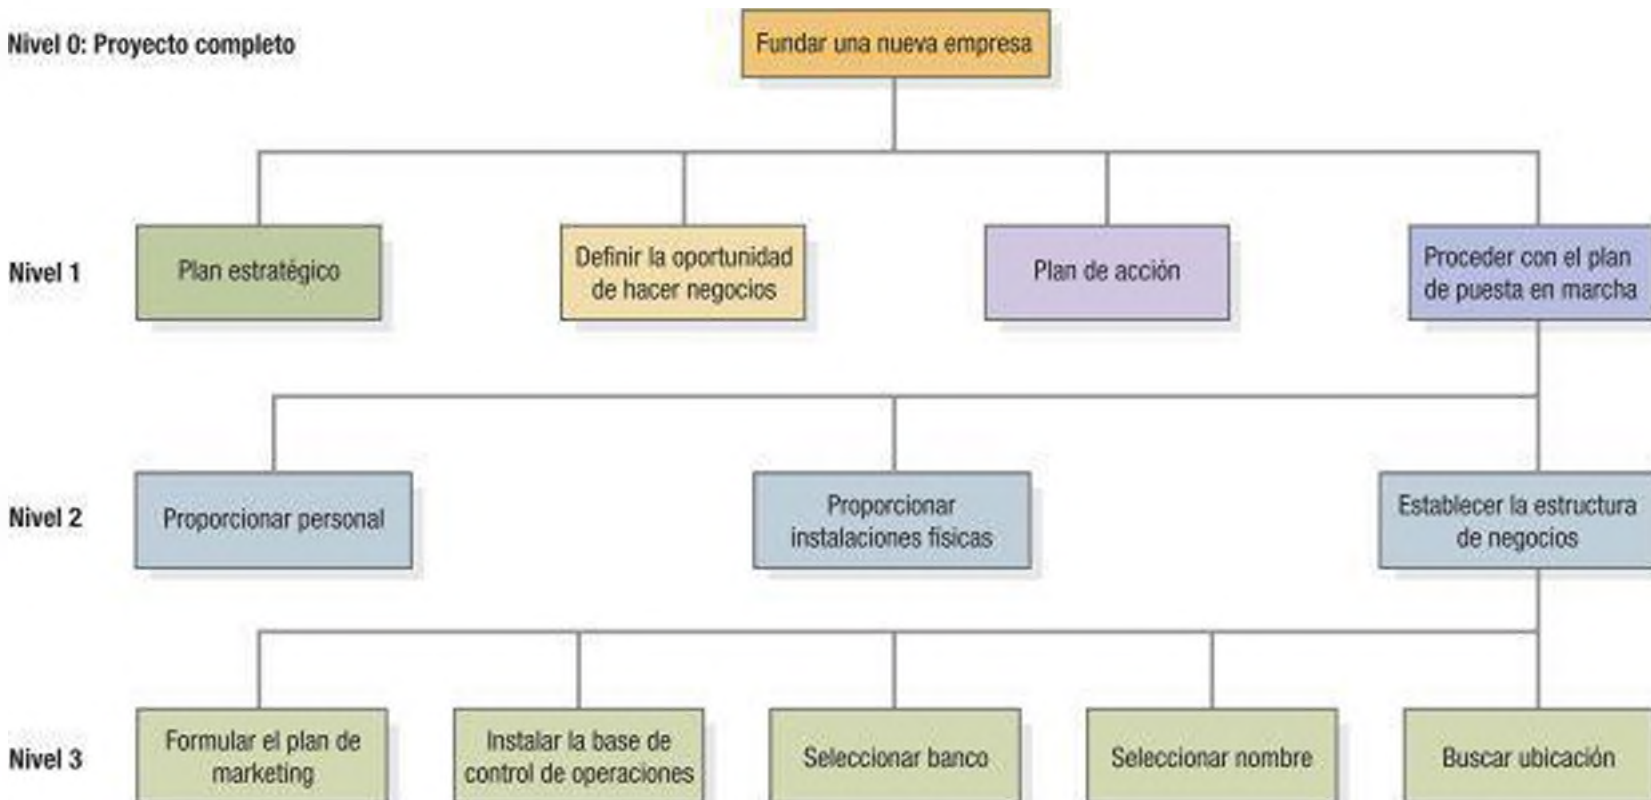 Nivel 0: Proyecto completo
Fundar una nueva empresa
Nivel 1
Plan estratégico
Definir la oportunidad
de hacer negocios
Plan de acción
Proceder con el plan
de puesta en marcha
Nivel 2
Proporcionar personal
Proporcionar
instalaciones físicas
Establecer la estructura
de negocios
Nivel 3
Formular el plan de
marketing
Instalar la base de
control de operaciones
Seleccionar banco
Seleccionar nombre
Buscar ubicación